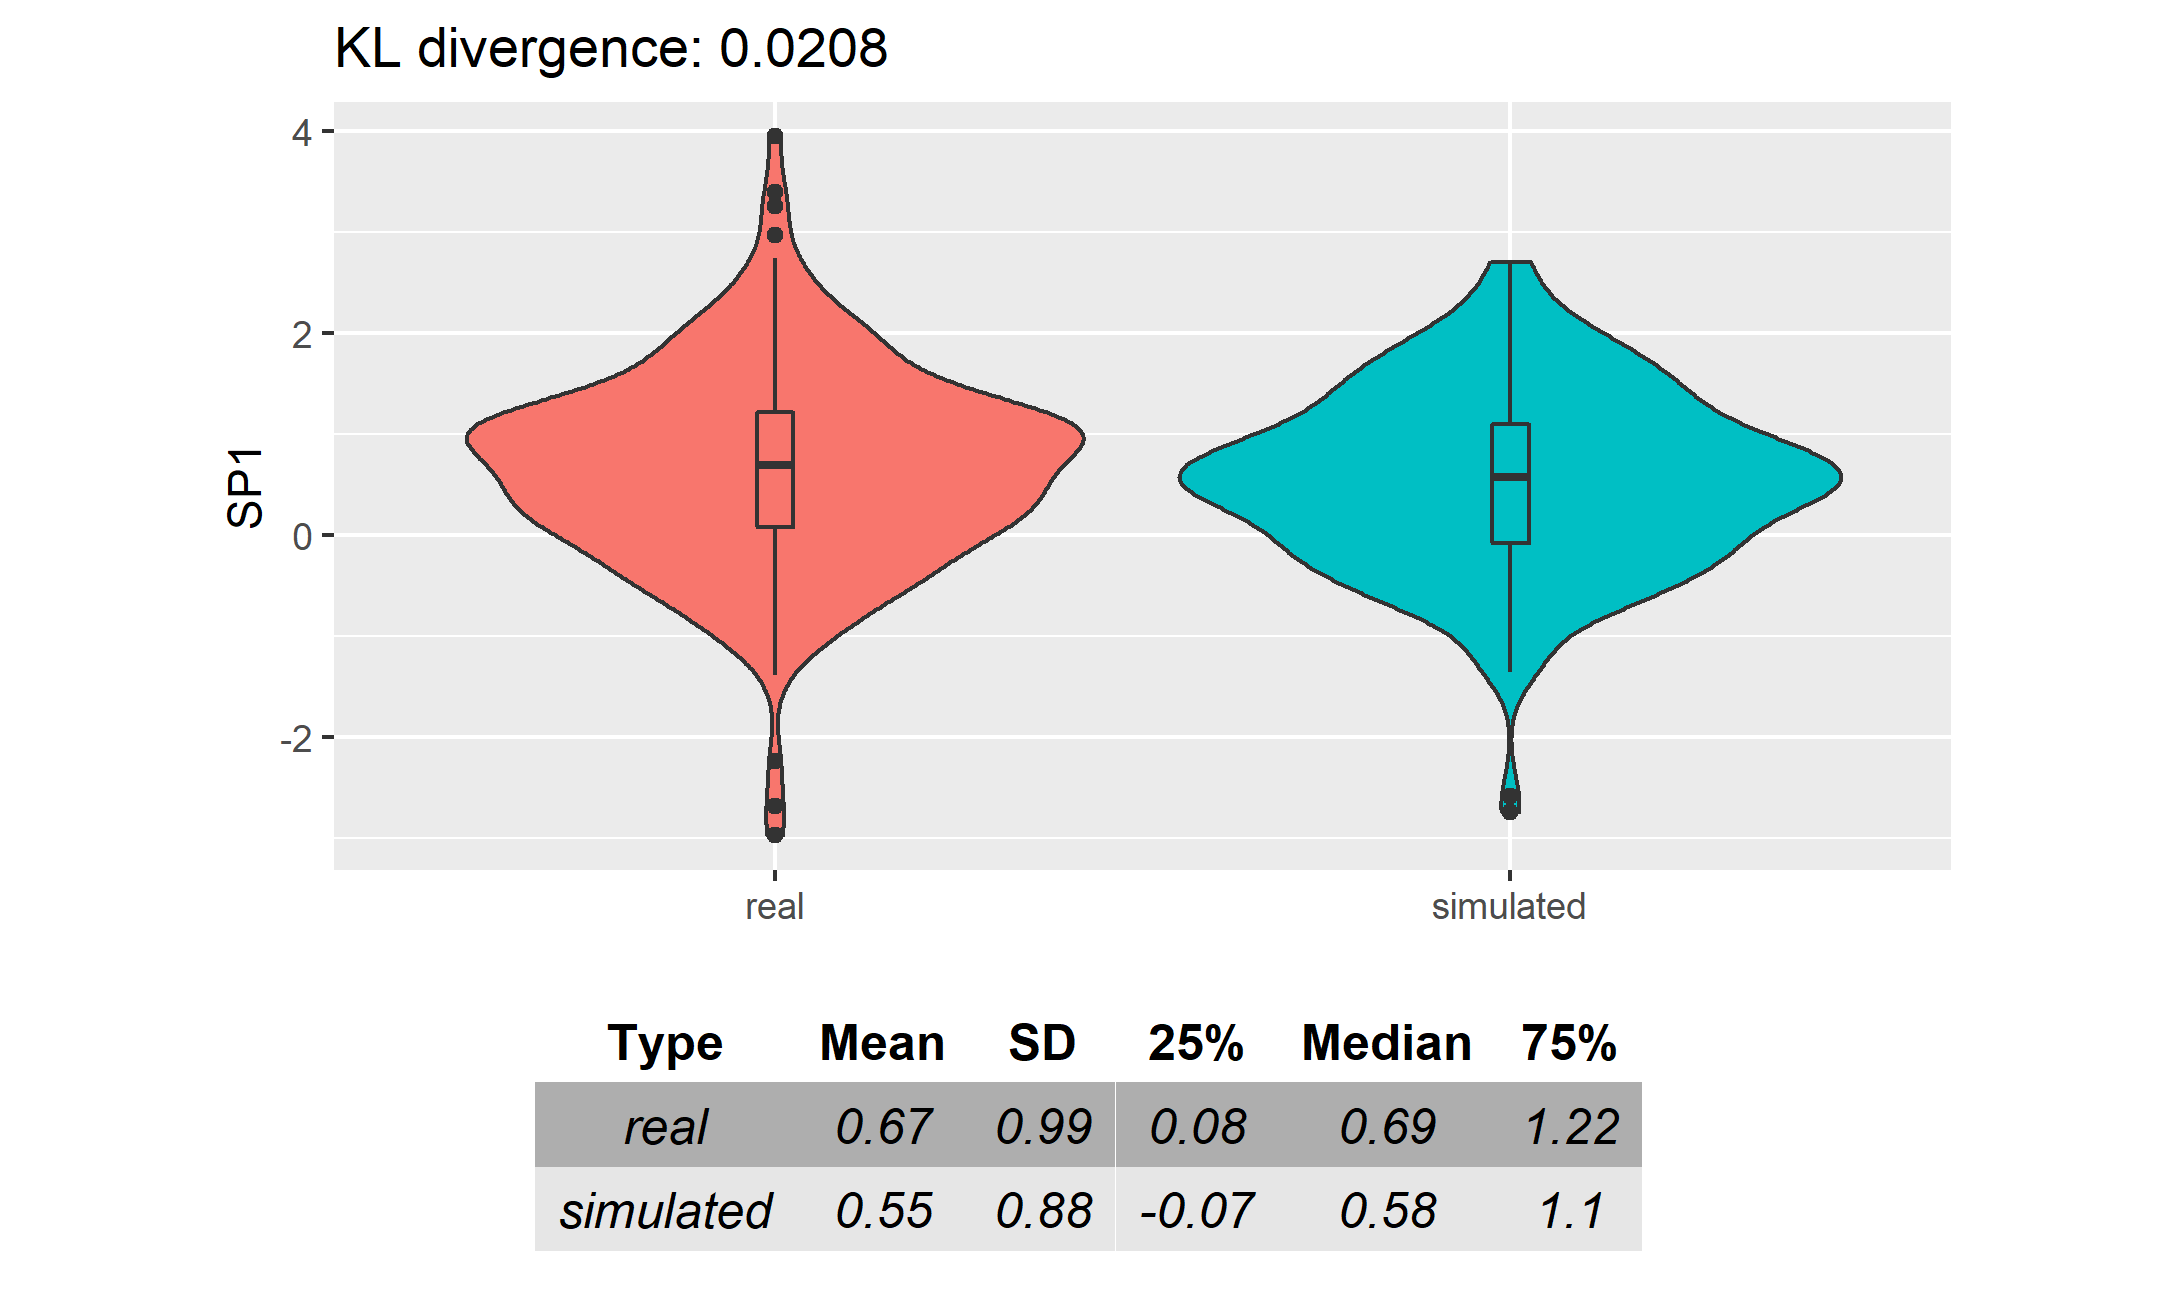 KL divergence: 0.0208
4
2
0
-2
SP1
real simulated
Type Mean SD 25% Median 75%
real 0.67 0.99 0.08 0.69 1.22
simulated 0.55 0.88 -0.07 0.58 1.1